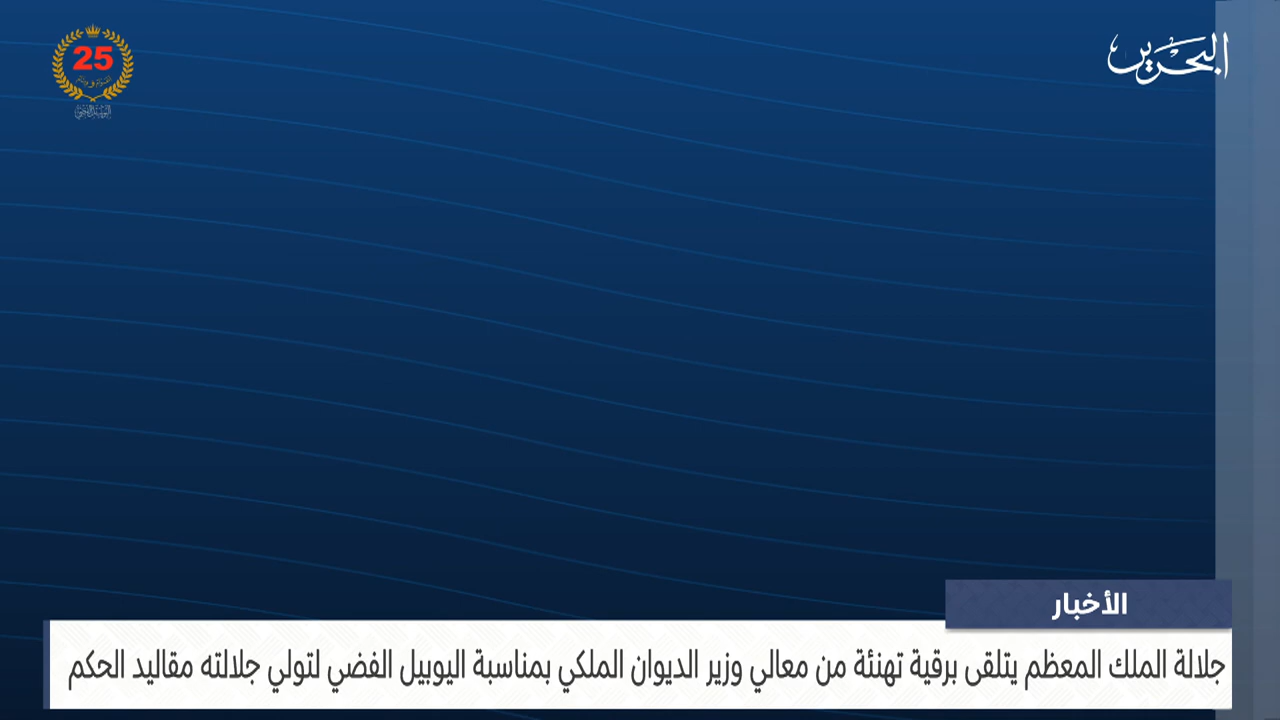 البحرين
25
الأخبار
جلالة الملك المعظم يتلقى برقية تهنئة من معالي وزير الديوان الملكي بمناسبة اليوبيل الفضي لتولي جلالته مقاليد الحكم